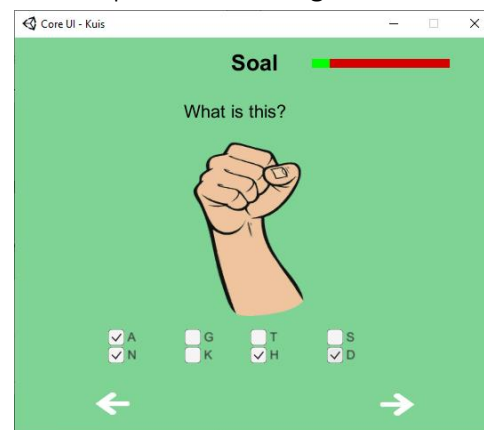 Core UI - Kuis
Soal
What is this?
A G T S
N K H D